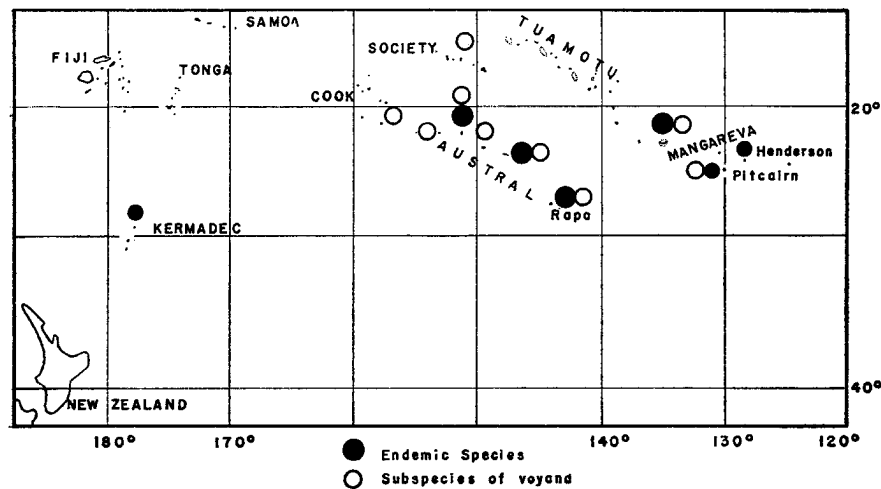 SAMOA
TUAMOTU
SOCIETY
FIJI
TONGA
COOK
20°
MANGAREVA
Henderson
AUSTRAL
Pitcairn
Rapa
KERMADEC
40°
NEW ZEALAND
180° 170° 150° 140° 130° 120°
Endemic Species
Subspecies of voyand